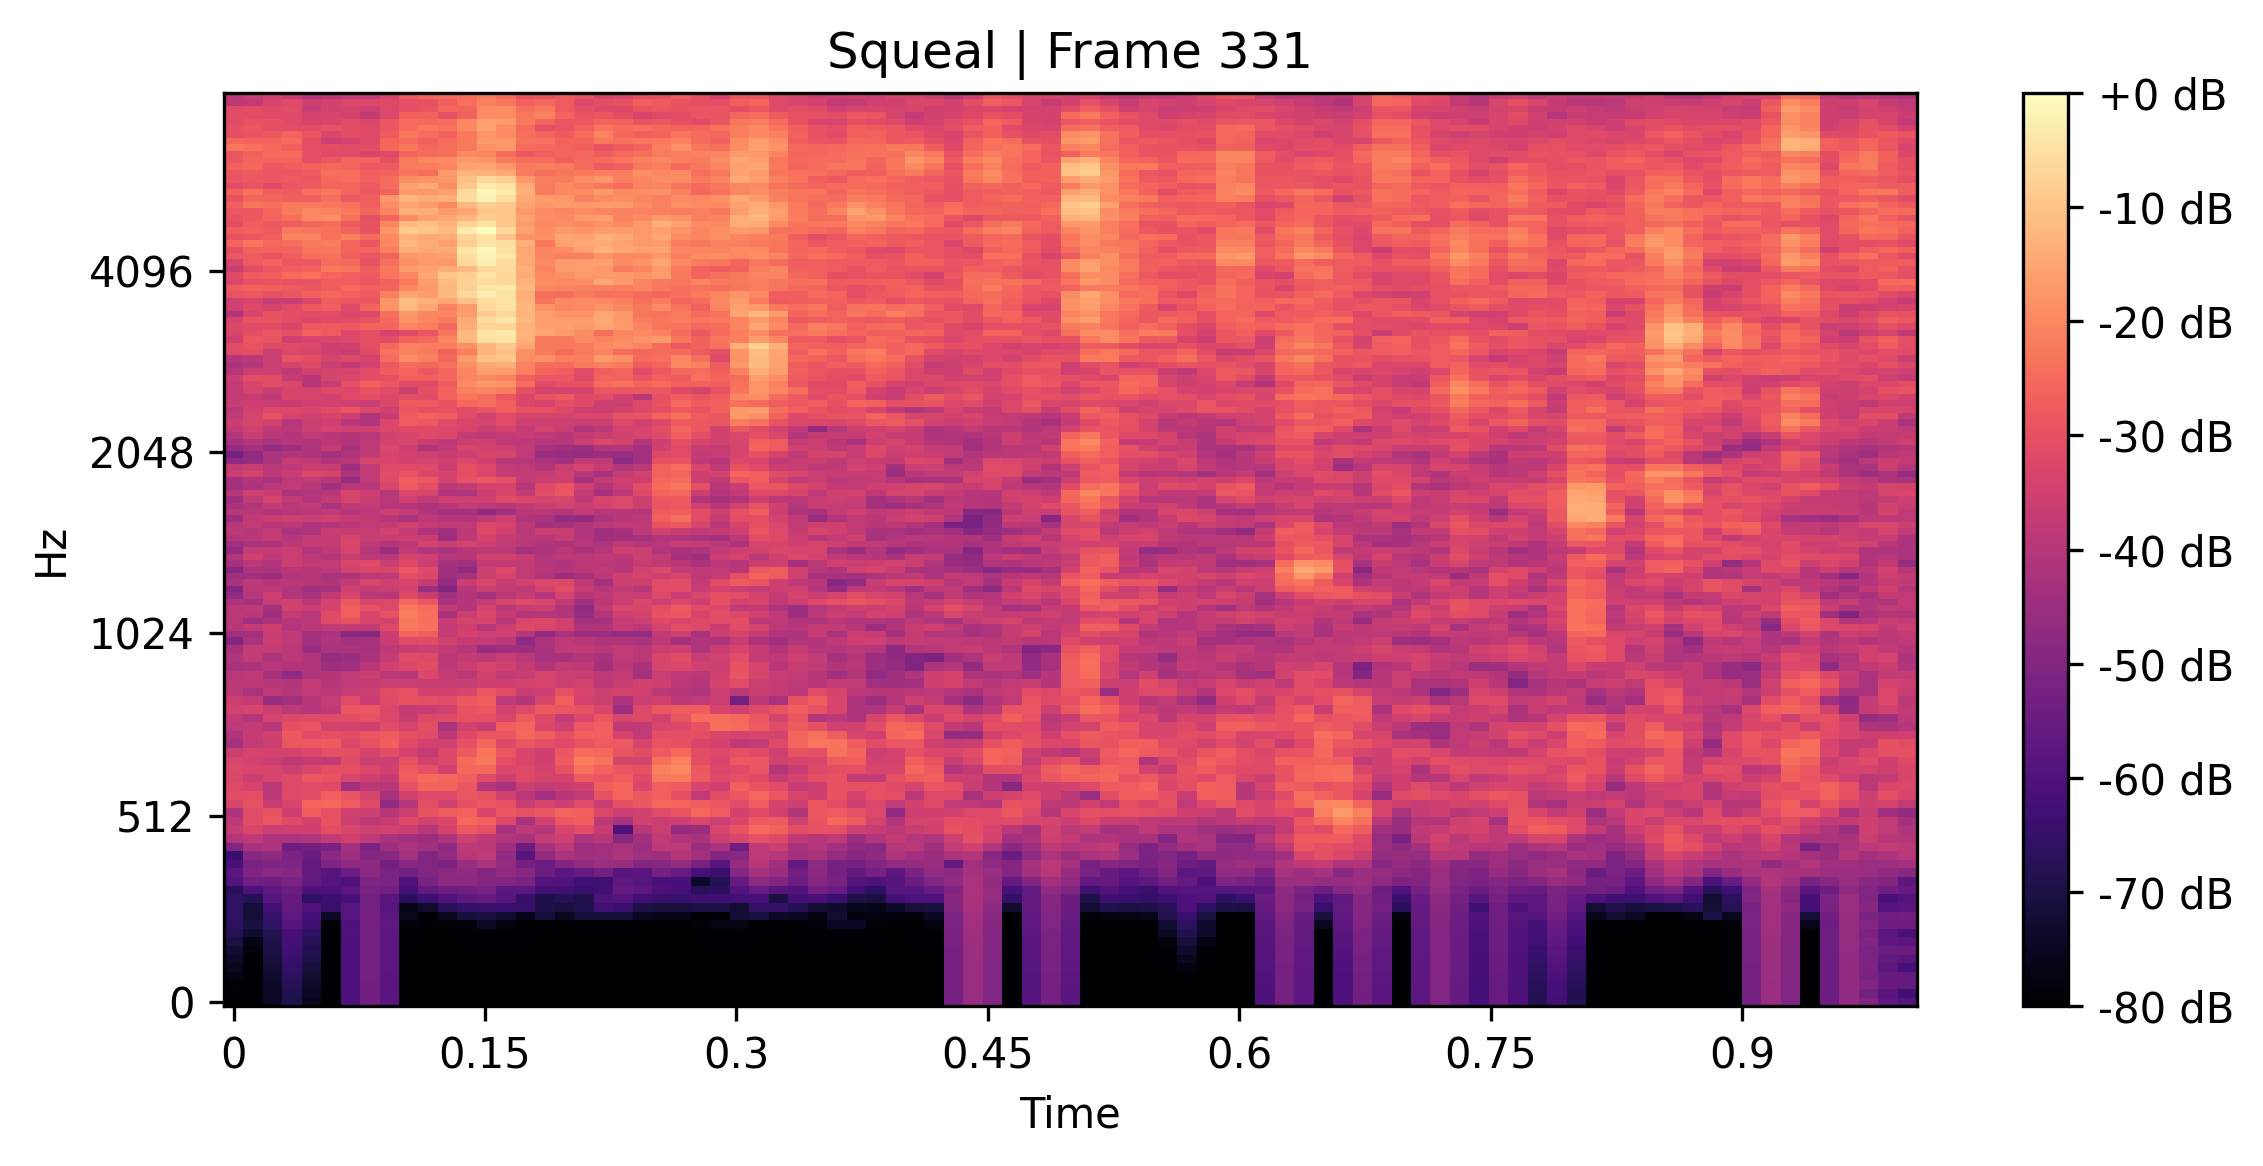 Squeal | Frame 331
+0 dB
-10 dB
4096
-20 dB
-30 dB
2048
-40 dB
Hz
1024
-50 dB
-60 dB
512
-70 dB
0
-80 dB
0 0.15 0.3 0.45 0.6 0.75 0.9
Time